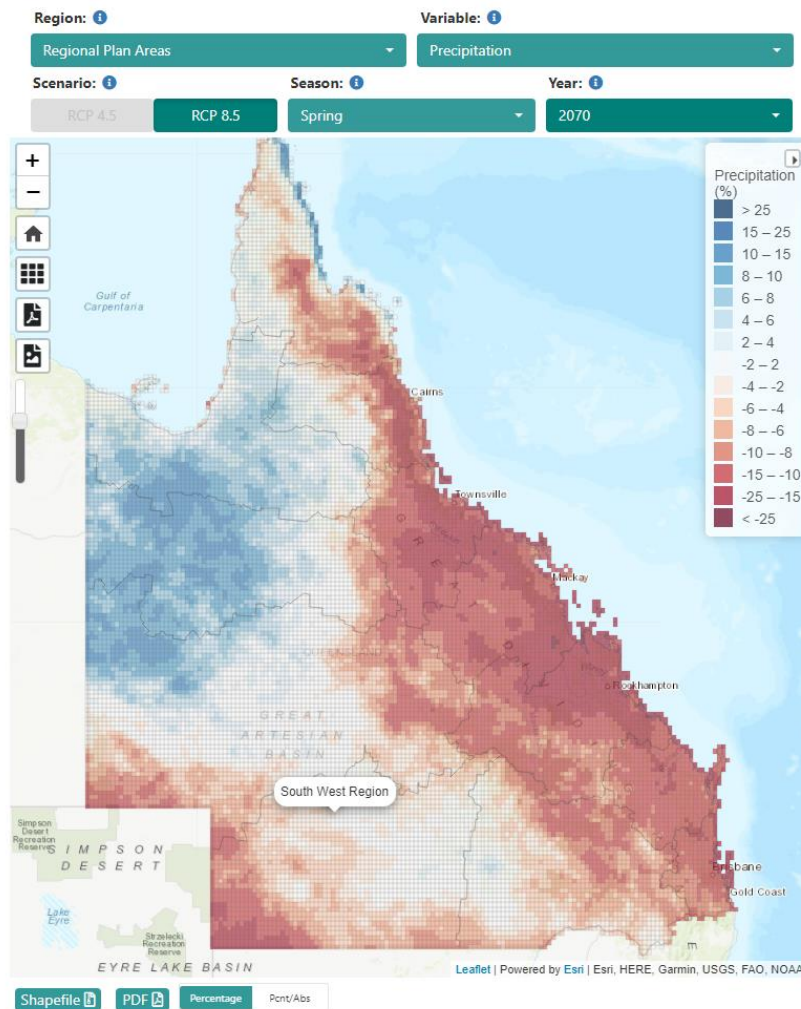 Region:
Variable:
Regional Plan Areas
Precipitation
Scenario:
Season:
Year:
RCP 4.5
RCP 8.5
Spring
2070
+
−
Precipitation
(%)
> 25
15 – 25
10 – 15
8 – 10
6 – 8
4 – 6
2 – 4
-2 – 2
-4 – -2
-6 – -4
-8 – -6
-10 – -8
-15 – -10
-25 – -15
< -25
Gulf of
Carpentaria
Cairns
Townsville
GREAT
Mackay
Rockhampton
GREAT
ARTESIAN
BASIN
South West Region
Simpson
Desert
Recreation
Reserve
SIMPSON
DESERT
Brisbane
Gold Coast
Lake
Eyre
Strzelecki
Recreation
Reserve
EYRE LAKE BASIN
Leaflet | Powered by Esri | Esri, HERE, Garmin, USGS, FAO, NOAA
Shapefile
PDF
Percentage
Pcnt/Abs